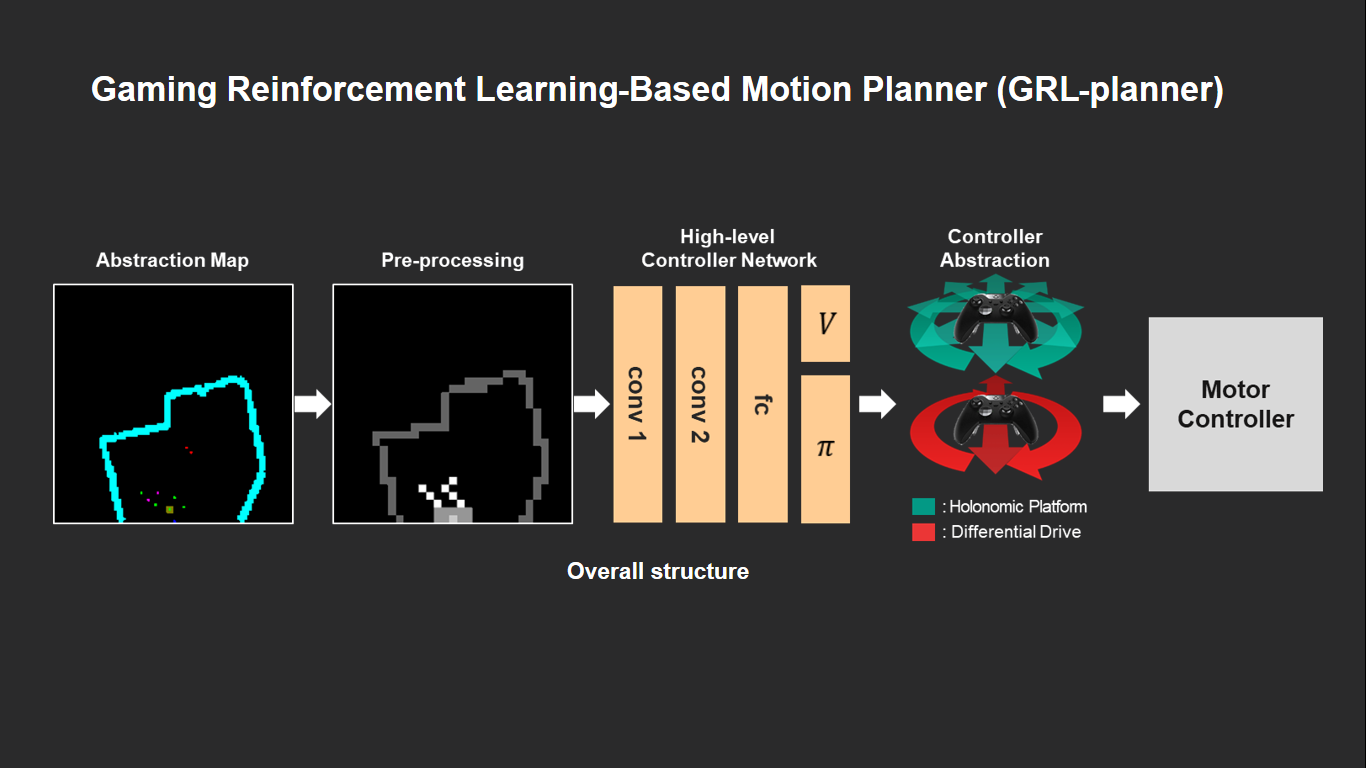 Gaming Reinforcement Learning-Based Motion Planner (GRL-planner)
Abstraction Map
Pre-processing
High-level
Controller Network
Controller
Abstraction
conv 1
conv 2
fc
V
π
Motor
Controller
: Holonomic Platform
: Differential Drive
Overall structure